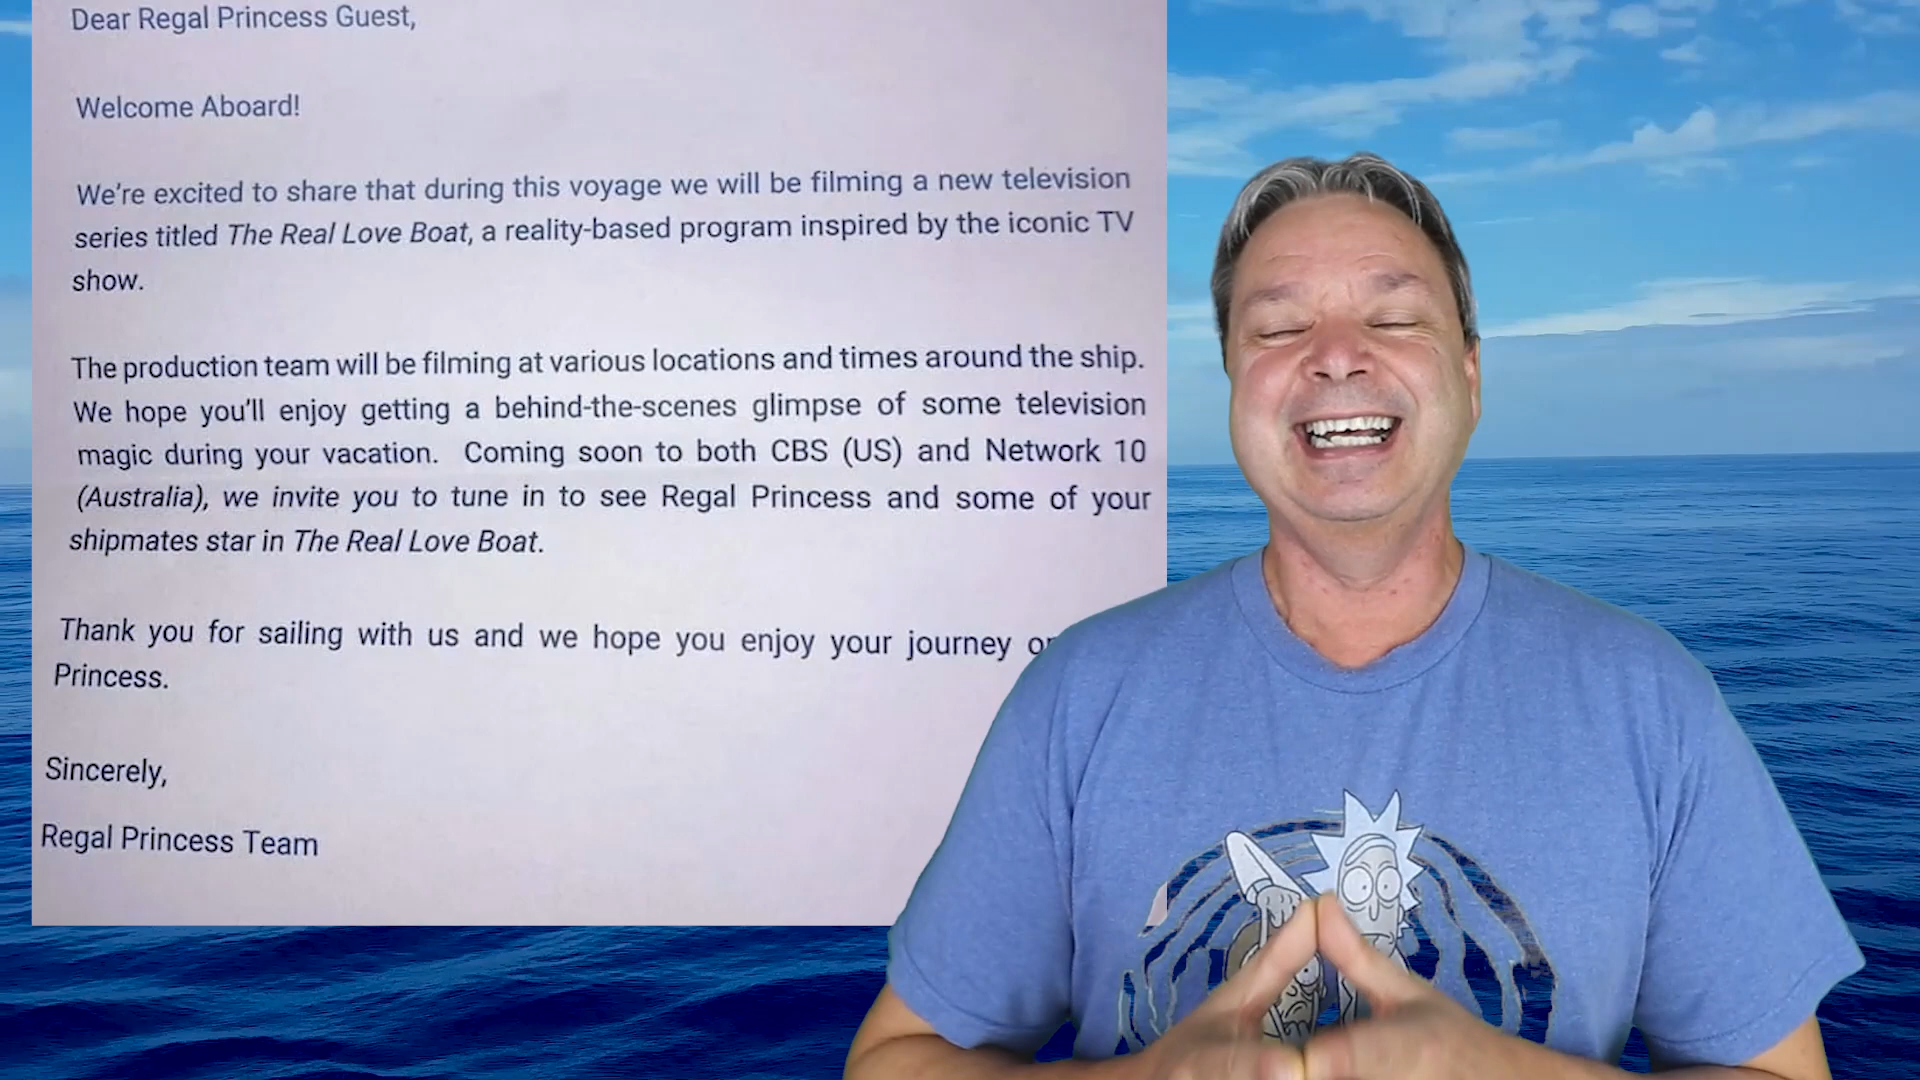 Dear Regal Princess Guest,
Welcome Aboard!
We're excited to share that during this voyage we will be filming a new television
series titled The Real Love Boat, a reality-based program inspired by the iconic TV
show.
The production team will be filming at various locations and times around the ship.
We hope you'll enjoy getting a behind-the-scenes glimpse of some television
magic during your vacation. Coming soon to both CBS (US) and Network 10
(Australia), we invite you to tune in to see Regal Princess and some of your
shipmates star in The Real Love Boat.
Thank you for sailing with us and we hope you enjoy your journey
Princess.
Sincerely,
Regal Princess Team